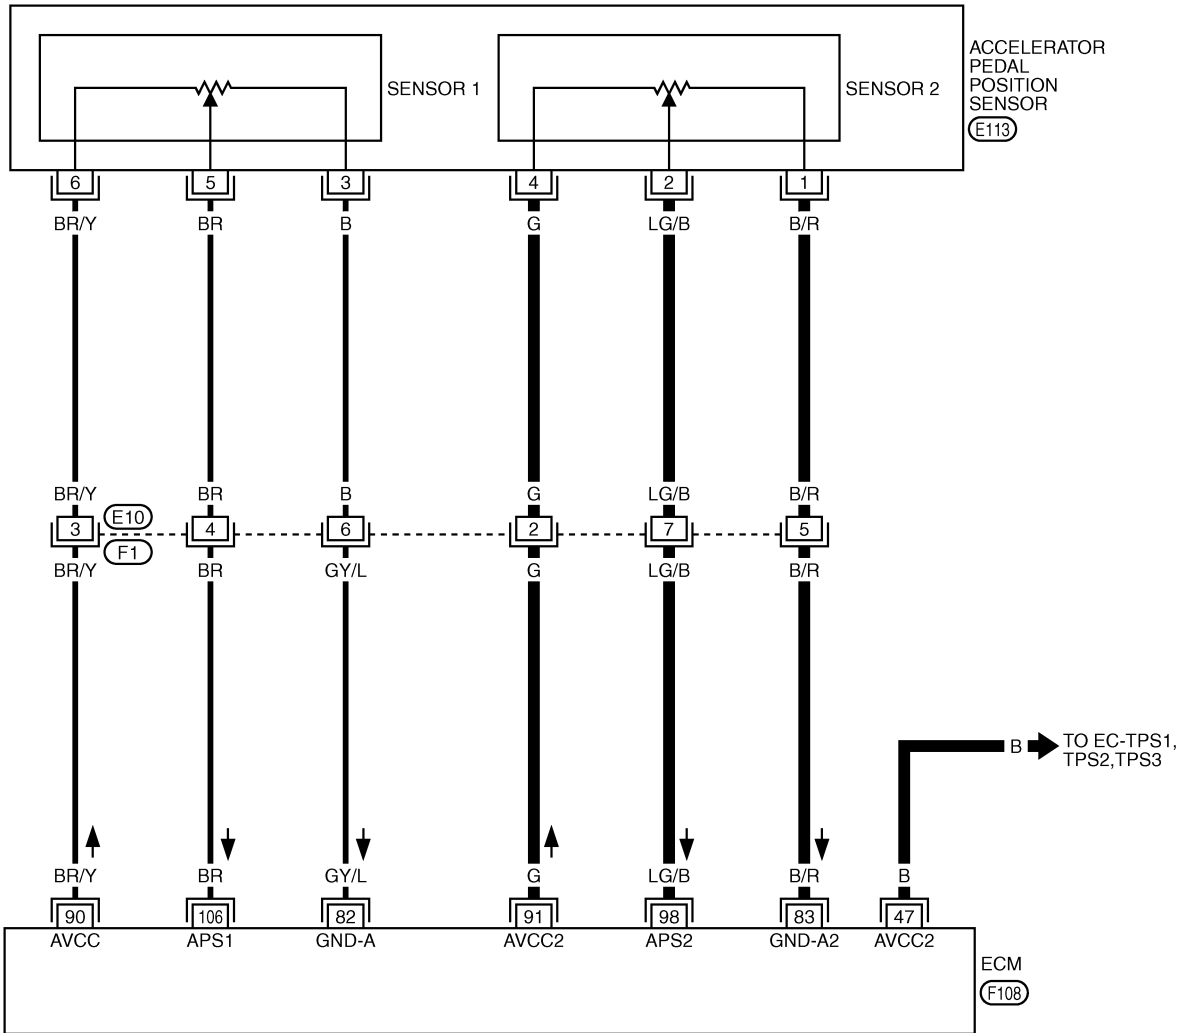 SENSOR 1
SENSOR 2
ACCELERATOR
PEDAL
POSITION
SENSOR
E113
6 5 3 4 2 1
BR/Y BR B G LG/B B/R
BR/Y BR B G LG/B B/R
E10
3 4 6 2 7 5
F1
BR/Y BR GY/L G LG/B B/R
B
TO EC-TPS1,
TPS2,TPS3
BR/Y BR GY/L G LG/B B/R B
90 106 82 91 98 83 47
AVCC APS1 GND-A AVCC2 APS2 GND-A2 AVCC2
ECM
F108